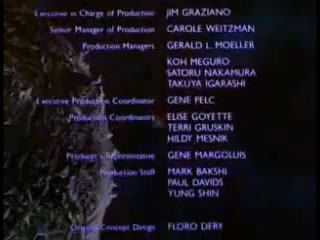 Executive in Charge of Production JIM GRAZIANO
Senior Manager of Production CAROLE WEITZMAN
Production Managers GERALD L. MOELLER
KOH MEGURO
SATORU NAKAMURA
TAKUYA IGARASHI
Executive Production Coordinator GENE PELC
Production Coordinators ELISE GOYETTE
TERRI GRUSKIN
HILDY MESNIK
Producer's Representative GENE MARGOLUIS
Production Staff MARK BAKSHI
PAUL DAVIDS
YUNG SHIN
Original Concept Design FLORO DERY